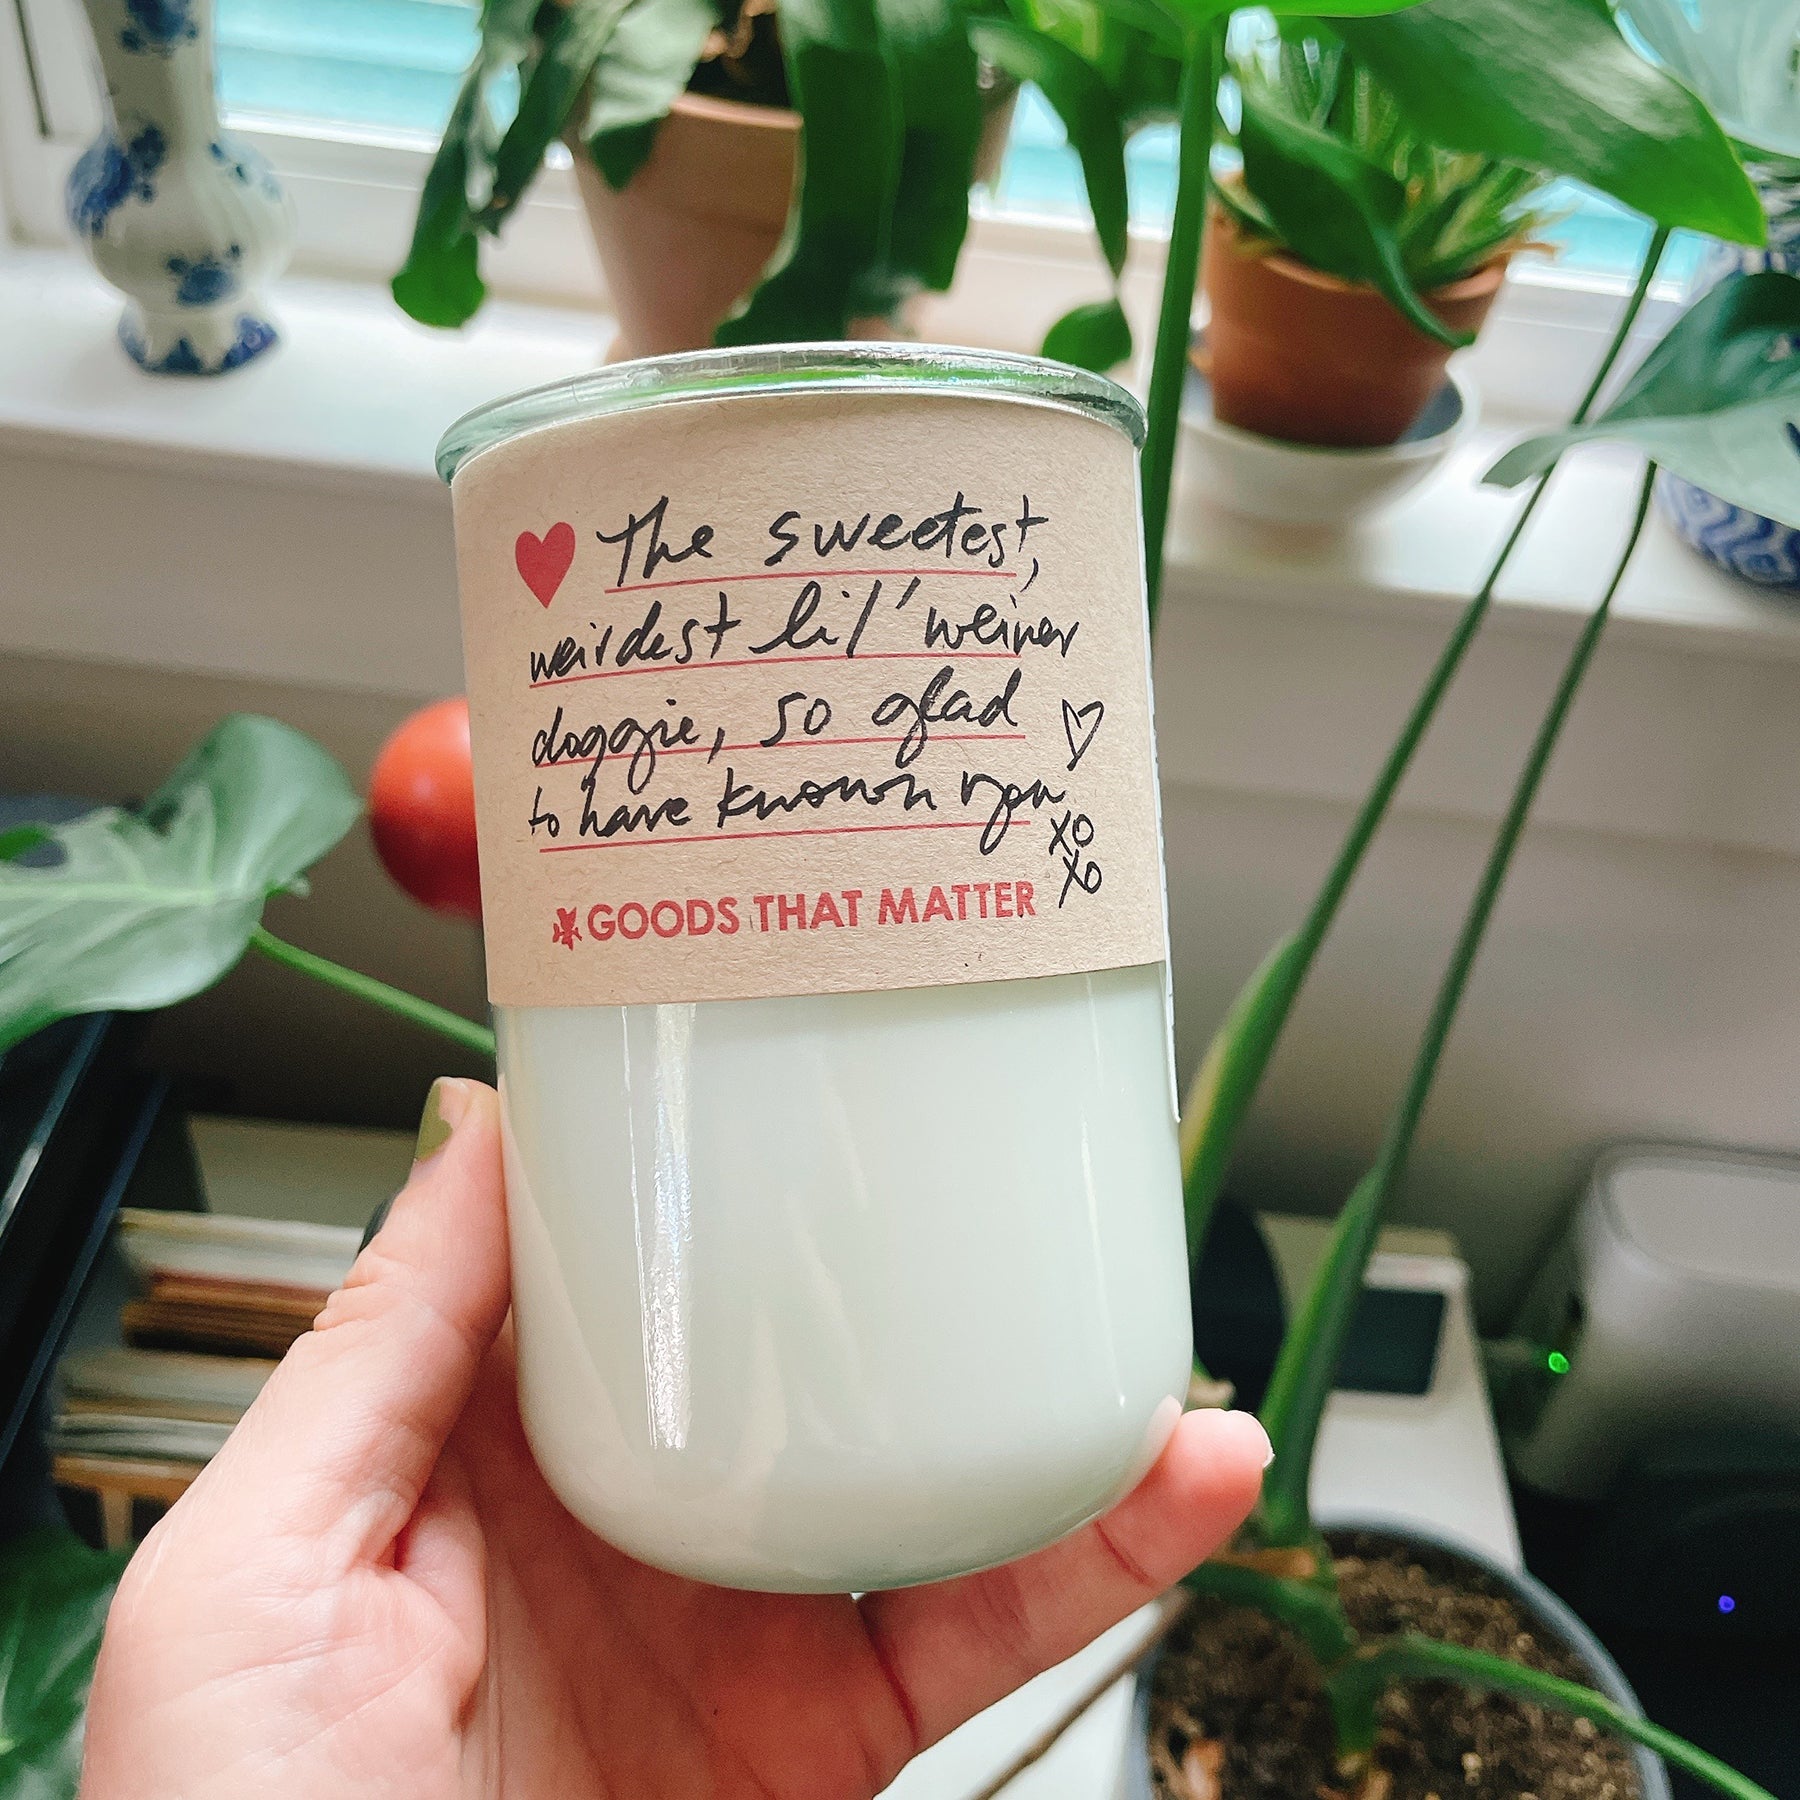 The sweetest,
weirdest lil' weiner
doggie, so glad
to have known you
XO
XO
GOODS THAT MATTER